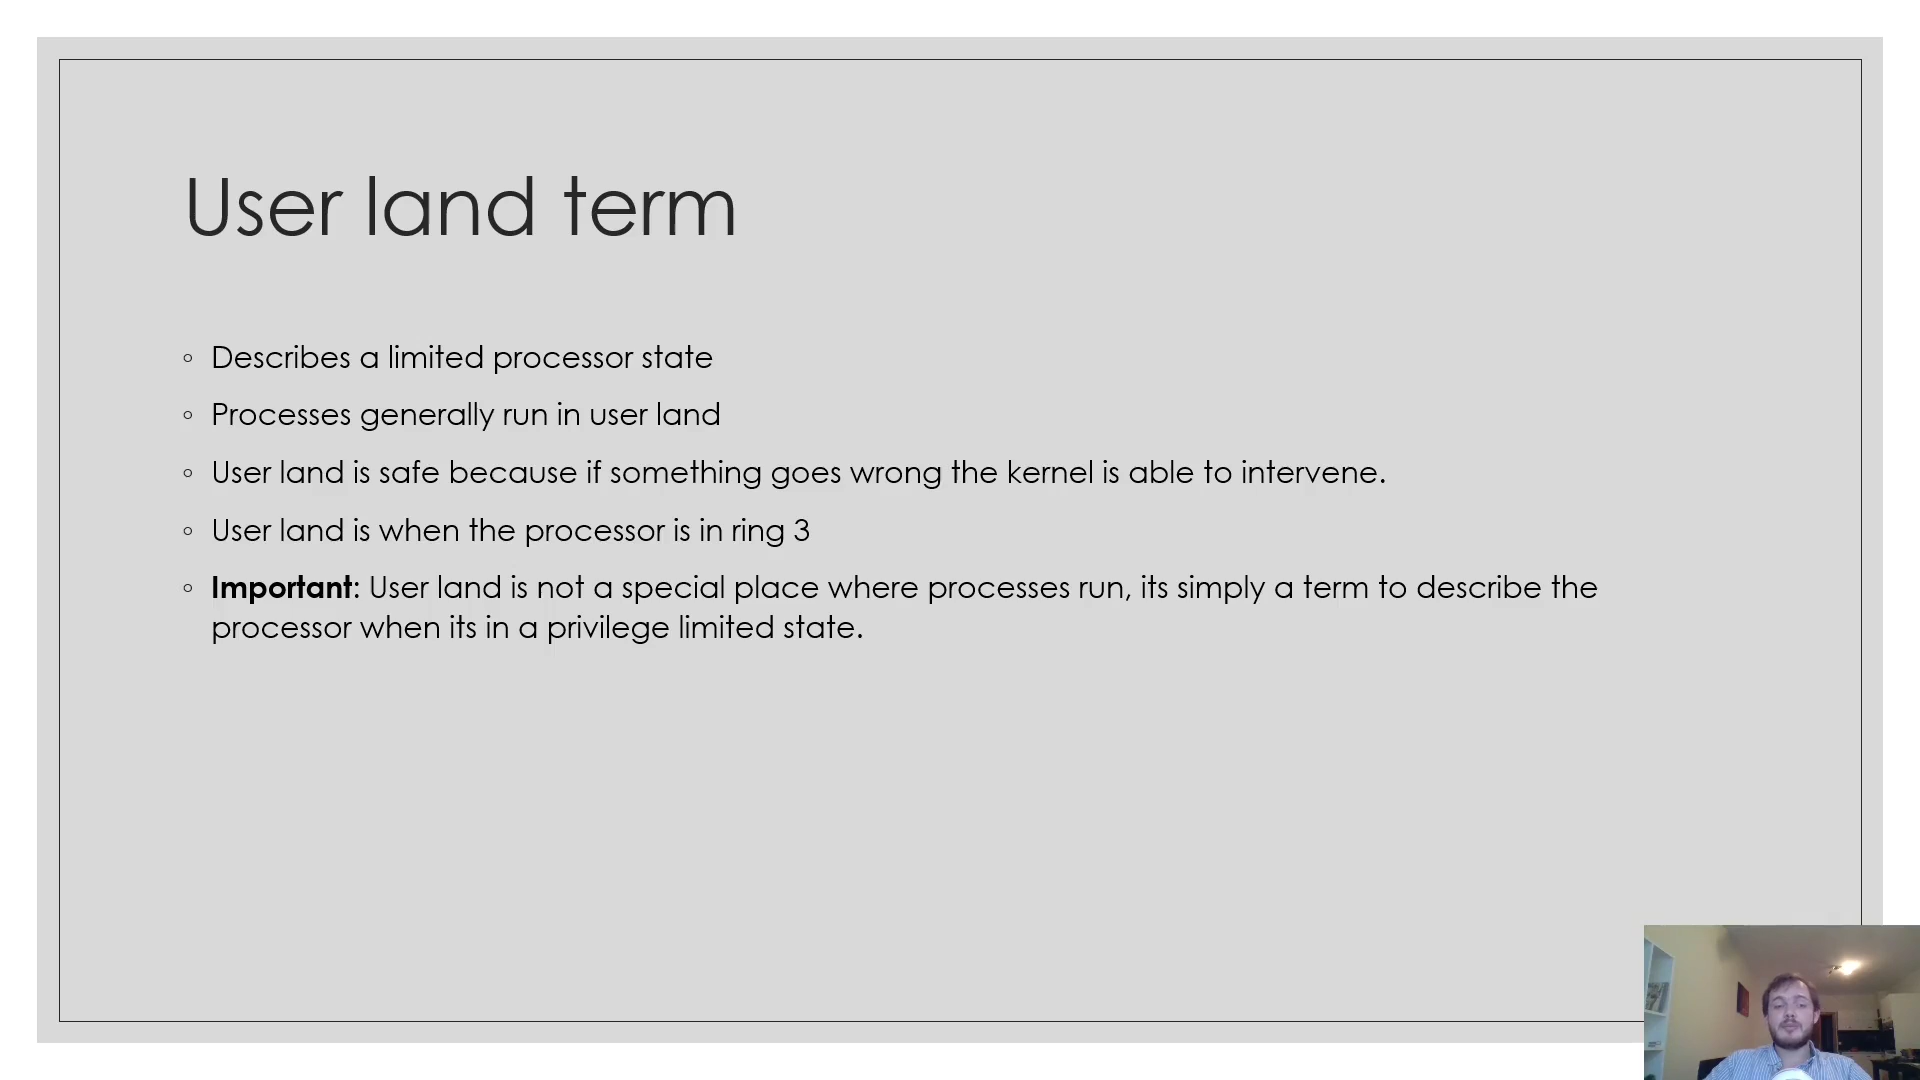 User land term
◦ Describes a limited processor state
◦ Processes generally run in user land
◦ User land is safe because if something goes wrong the kernel is able to intervene.
◦ User land is when the processor is in ring 3
◦ Important: User land is not a special place where processes run, its simply a term to describe the
processor when its in a privilege limited state.